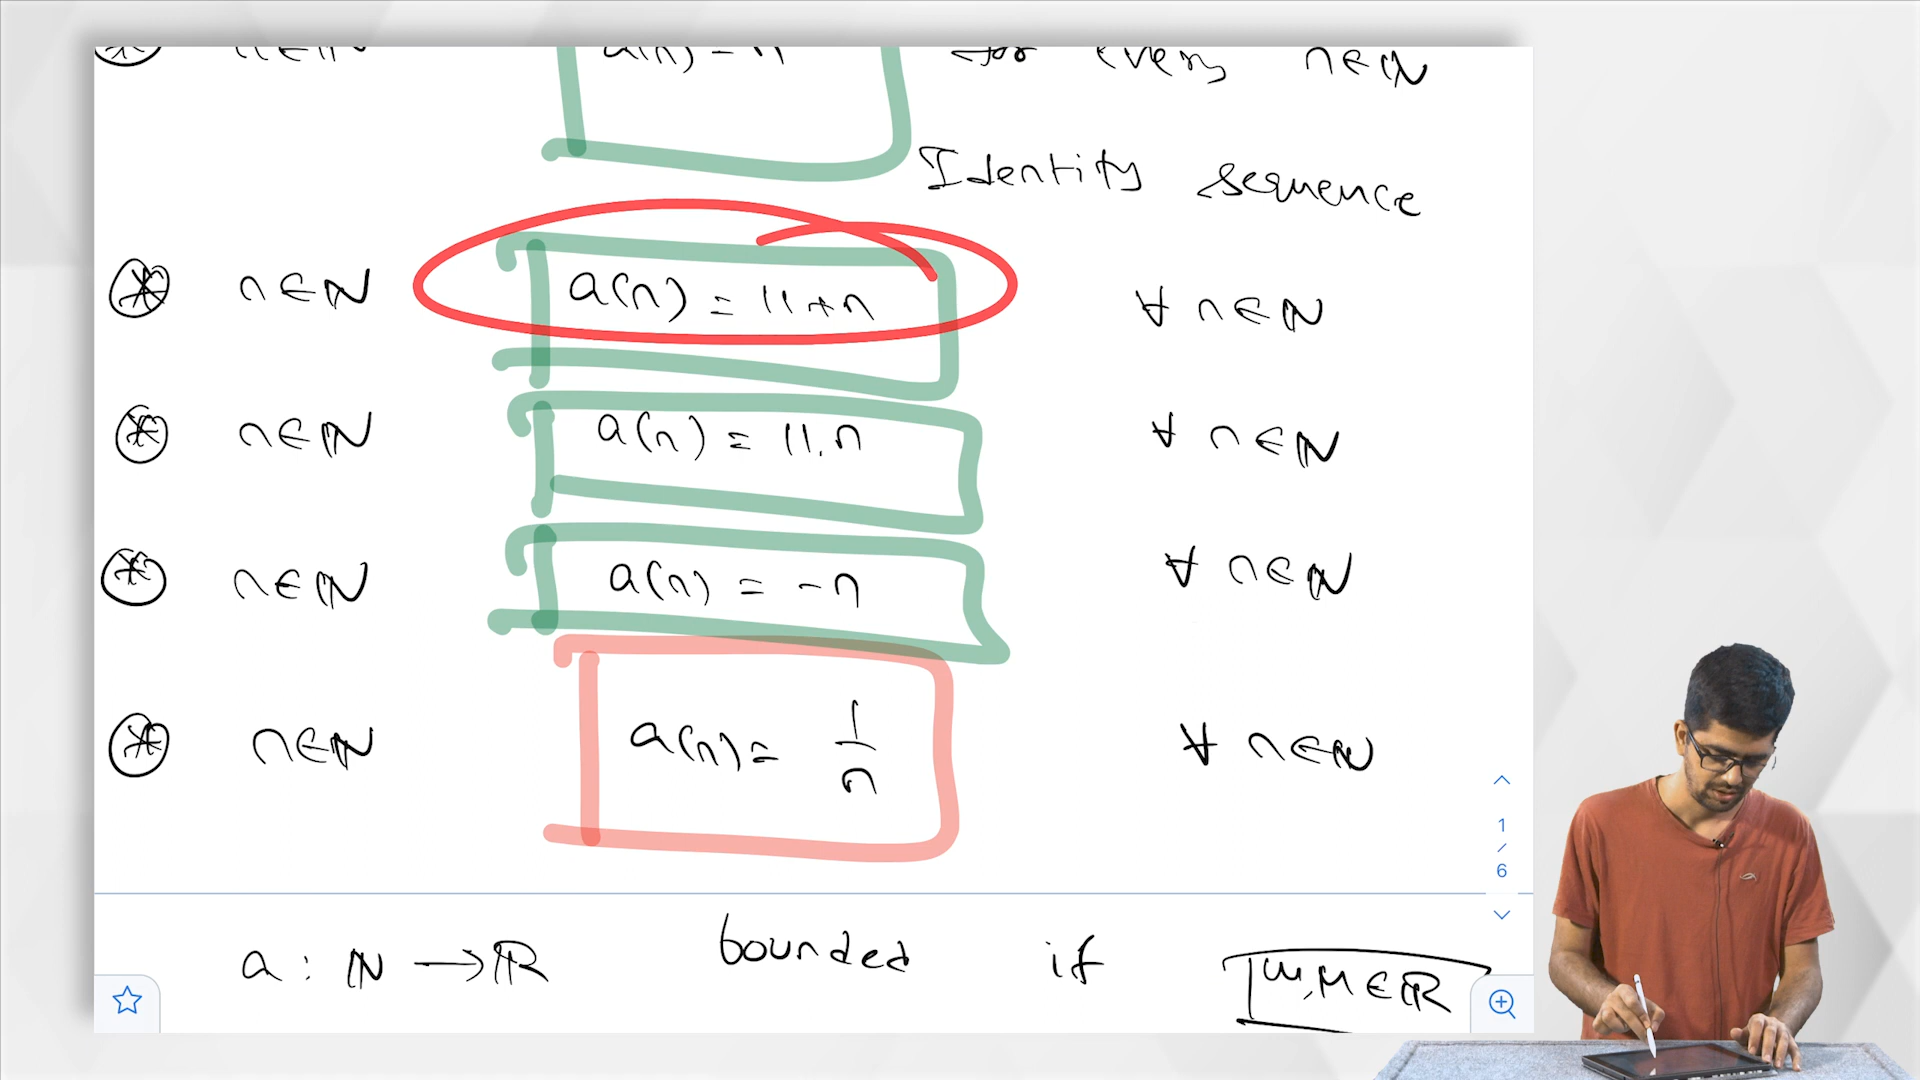 n∈ℕ a(n) = n for every n∈ℕ
Identity sequence
n∈ℕ a(n) = 11+n ∀ n∈ℕ
n∈ℕ a(n) = 11.n ∀ n∈ℕ
n∈ℕ a(n) = -n ∀ n∈ℕ
n∈ℕ a(n) = 1/n ∀ n∈ℕ
1
/
6
a : ℕ → ℝ bounded if m,M∈ℝ